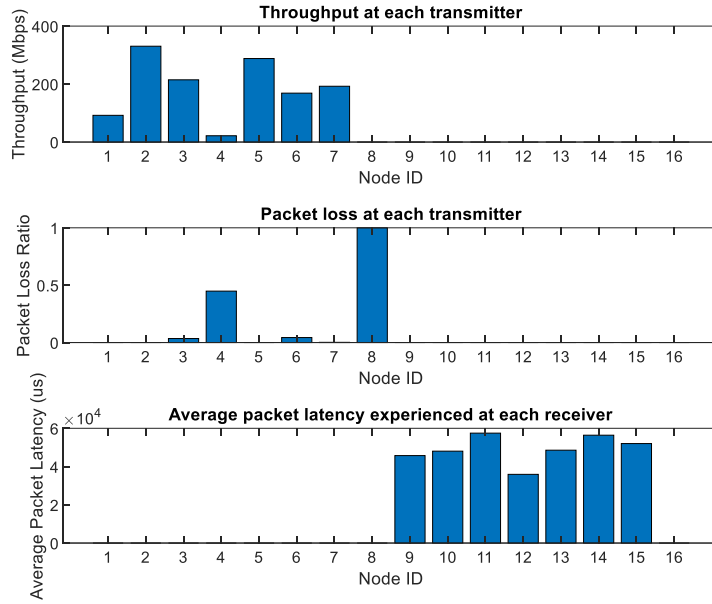 Throughput at each transmitter
Throughput (Mbps)
400
200
0
1 2 3 4 5 6 7 8 9 10 11 12 13 14 15 16
Node ID
Packet loss at each transmitter
Packet Loss Ratio
1
0.5
0
1 2 3 4 5 6 7 8 9 10 11 12 13 14 15 16
Node ID
Average packet latency experienced at each receiver
Average Packet Latency (us)
×10⁴
6
4
2
0
1 2 3 4 5 6 7 8 9 10 11 12 13 14 15 16
Node ID